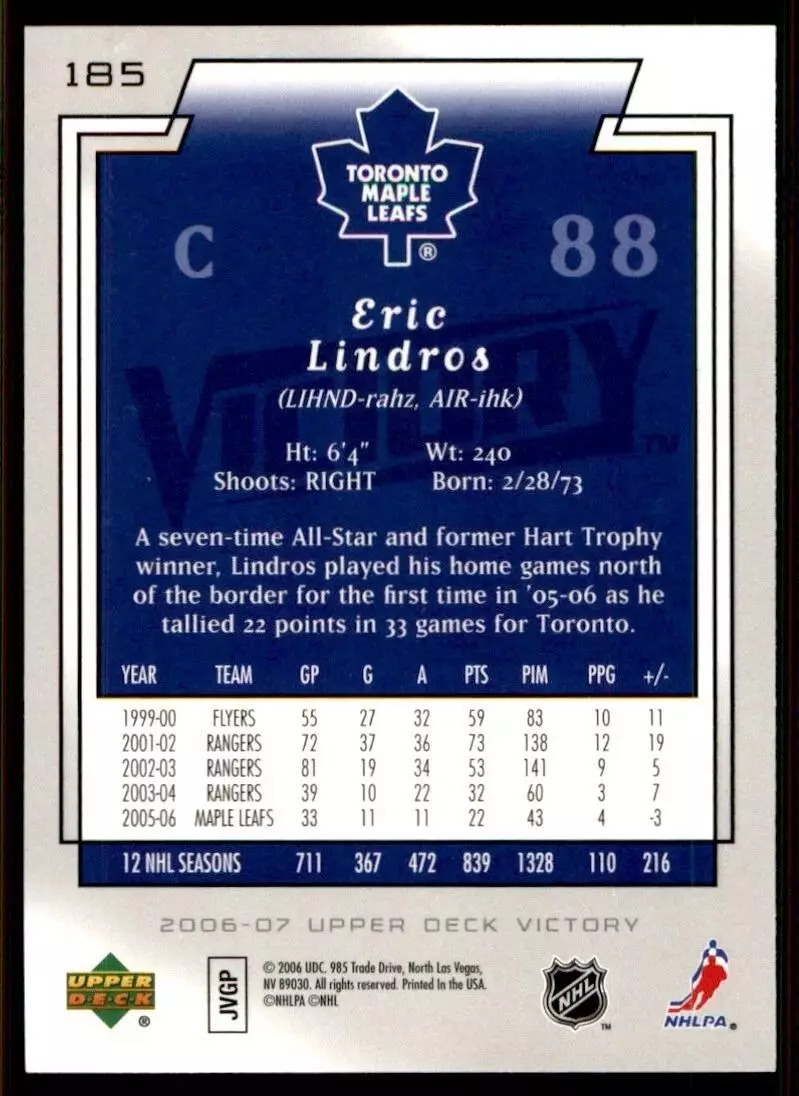 185
TORONTO
MAPLE
LEAFS
®
C 88
Eric
Lindros
(LIHND-rahz, AIR-ihk)
VICTORY
TM
Ht: 6'4" Wt: 240
Shoots: RIGHT Born: 2/28/73
A seven-time All-Star and former Hart Trophy
winner, Lindros played his home games north
of the border for the first time in '05-06 as he
tallied 22 points in 33 games for Toronto.
YEAR TEAM GP G A PTS PIM PPG +/-
1999-00 FLYERS 55 27 32 59 83 10 11
2001-02 RANGERS 72 37 36 73 138 12 19
2002-03 RANGERS 81 19 34 53 141 9 5
2003-04 RANGERS 39 10 22 32 60 3 7
2005-06 MAPLE LEAFS 33 11 11 22 43 4 -3
12 NHL SEASONS 711 367 472 839 1328 110 216
2006-07 UPPER DECK VICTORY
UPPER
D·E·C·K
®
JVGP
© 2006 UDC. 985 Trade Drive, North Las Vegas,
NV 89030. All rights reserved. Printed in the USA.
©NHLPA ©NHL
NHL
TM
NHLPA®